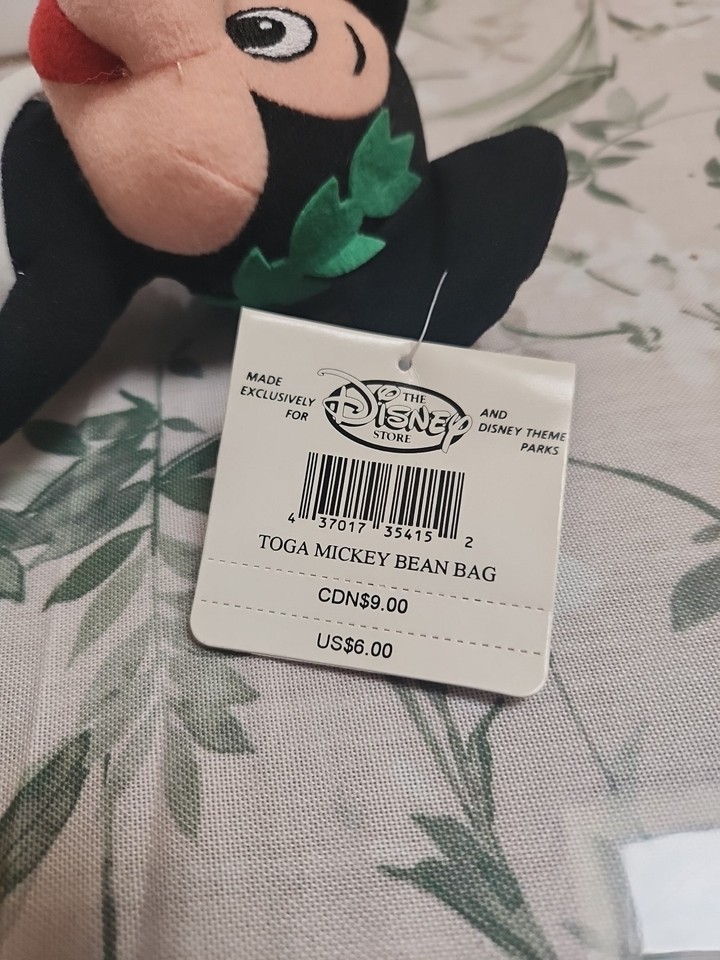 MADE
EXCLUSIVELY
FOR
THE
DISNEY
STORE
AND
DISNEY THEME
PARKS
4 37017 35415 2
TOGA MICKEY BEAN BAG
CDN$9.00
US$6.00